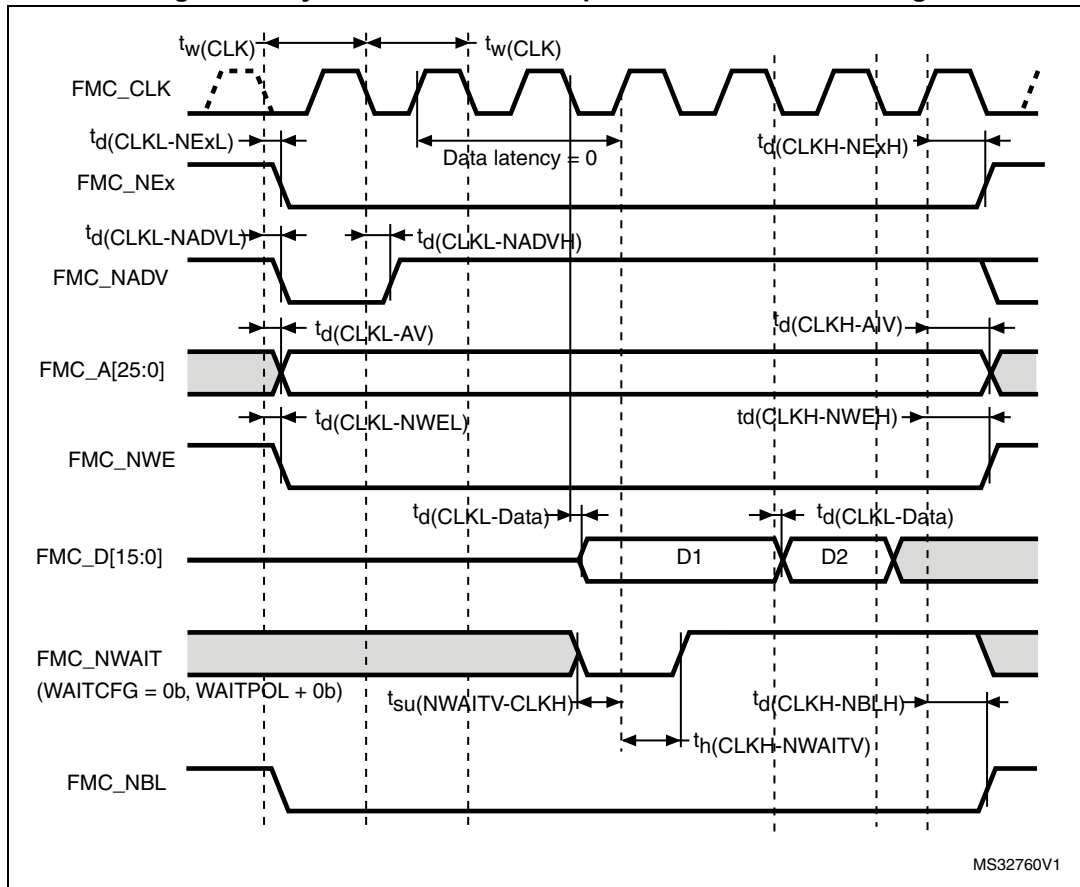 tw(CLK) tw(CLK)
FMC_CLK
td(CLKL-NExL) Data latency = 0 td(CLKH-NExH)
FMC_NEx
td(CLKL-NADVL) td(CLKL-NADVH)
FMC_NADV
td(CLKL-AV) td(CLKH-AIV)
FMC_A[25:0]
td(CLKL-NWEL) td(CLKH-NWEH)
FMC_NWE
td(CLKL-Data) td(CLKL-Data)
FMC_D[15:0] D1 D2
FMC_NWAIT
(WAITCFG = 0b, WAITPOL + 0b) tsu(NWAITV-CLKH) td(CLKH-NBLH)
th(CLKH-NWAITV)
FMC_NBL
MS32760V1